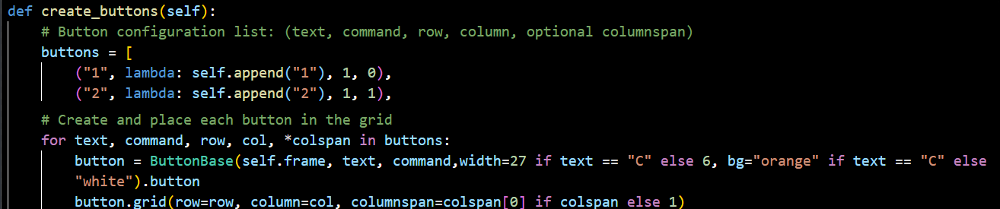 def create_buttons(self):
    # Button configuration list: (text, command, row, column, optional columnspan)
    buttons = [
        ("1", lambda: self.append("1"), 1, 0),
        ("2", lambda: self.append("2"), 1, 1),
    # Create and place each button in the grid
    for text, command, row, col, *colspan in buttons:
        button = ButtonBase(self.frame, text, command,width=27 if text == "C" else 6, bg="orange" if text == "C" else
        "white").button
        button.grid(row=row, column=col, columnspan=colspan[0] if colspan else 1)